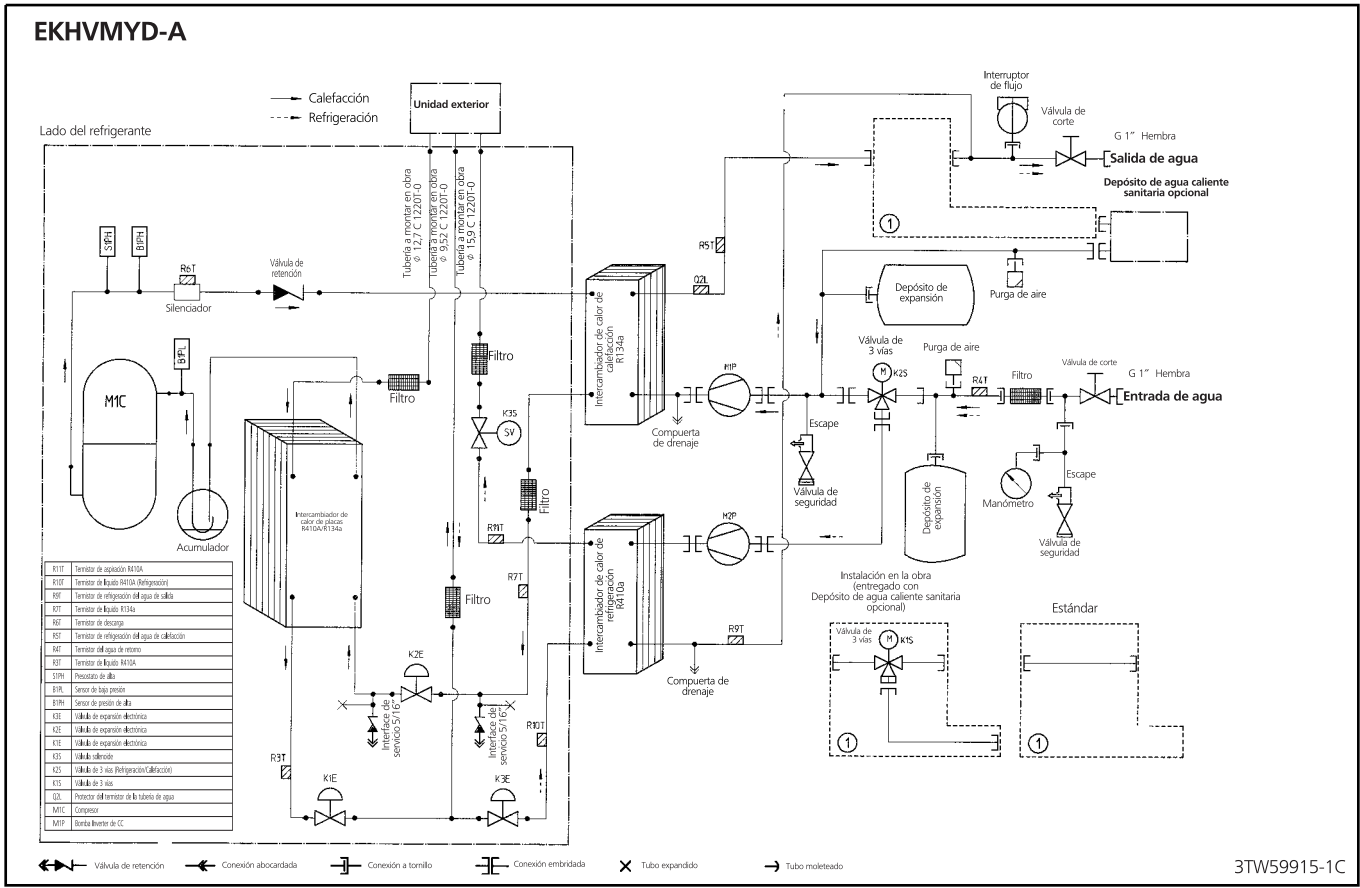 EKHVMYD-A
Calefacción
Refrigeración
Unidad exterior
Lado del refrigerante
Tubería a montar en obra
ϕ 12,7 C 1220T-0
Tubería a montar en obra
ϕ 9,52 C 1220T-0
Tubería a montar en obra
ϕ 15,9 C 1220T-0
Interruptor
de flujo
Válvula de
corte
G 1" Hembra
Salida de agua
Depósito de agua caliente
sanitaria opcional
1
S1PH
B1PH
R6T
Válvula de
retención
Silenciador
R5T
Q2L
Intercambiador de calor de
calefacción
R134a
Depósito de
expansión
Purga de aire
B1PL
M1C
Filtro
Filtro
K3S
SV
M1P
Válvula de
3 vías
M
K2S
Purga de aire
R4T
Filtro
Válvula de corte
G 1" Hembra
Entrada de agua
Compuerta
de drenaje
Escape
Válvula de
seguridad
Depósito de
expansión
Manómetro
Escape
Válvula de
seguridad
Intercambiador de
calor de placas
R410A/R134a
Acumulador
Filtro
R11T
R7T
Filtro
Intercambiador de calor de
refrigeración
R410a
M2P
R9T
Compuerta de
drenaje
Instalación en la obra
(entregado con
Depósito de agua caliente sanitaria
opcional)
Válvula de
3 vías
M
K1S
1
Estándar
1
K2E
Interface de
servicio 5/16"
Interface de
servicio 5/16"
R10T
R3T
K1E
K3E
R11T Termistor de aspiración R410A
R10T Termistor de líquido R410A (Refrigeración)
R9T Termistor de refrigeración del agua de salida
R7T Termistor de líquido R134a
R6T Termistor de descarga
R5T Termistor de refrigeración del agua de calefacción
R4T Termistor del agua de retorno
R3T Termistor de líquido R410A
S1PH Presostato de alta
B1PL Sensor de baja presión
B1PH Sensor de presión de alta
K3E Válvula de expansión electrónica
K2E Válvula de expansión electrónica
K1E Válvula de expansión electrónica
K3S Válvula solenoide
K2S Válvula de 3 vías (Refrigeración/Calefacción)
K1S Válvula de 3 vías
Q2L Protector del termistor de la tubería de agua
M1C Compresor
M1P Bomba Inverter de CC
Válvula de retención
Conexión abocardada
Conexión a tornillo
Conexión embridada
Tubo expandido
Tubo moleteado
3TW59915-1C